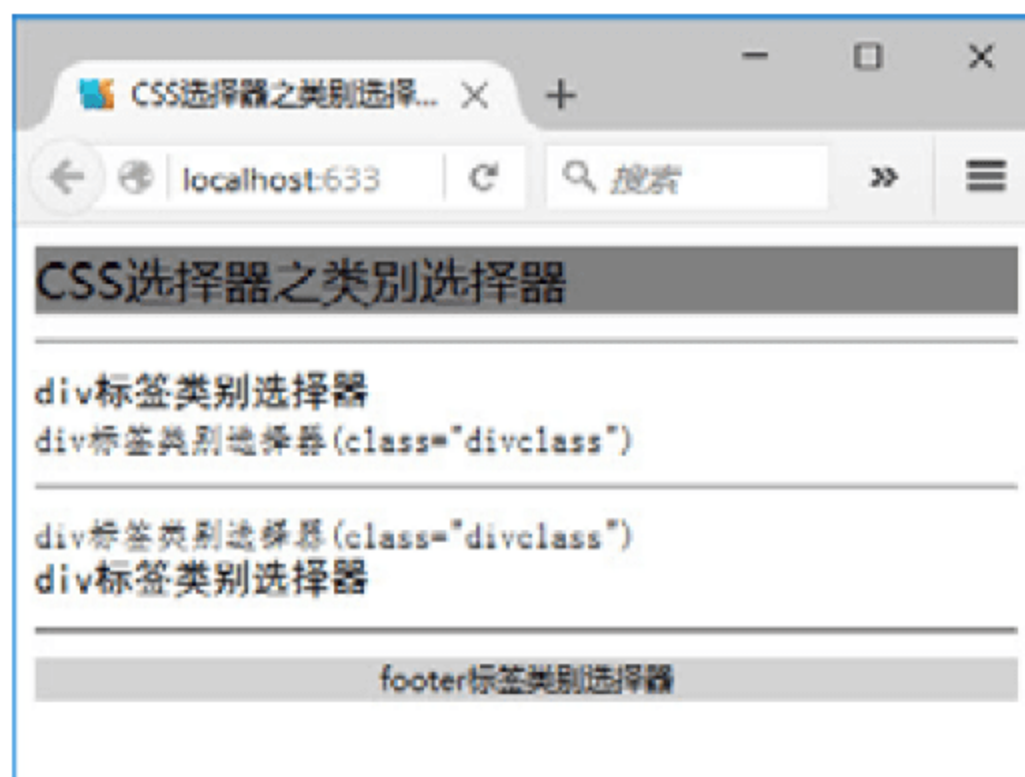 CSS选择器之类别选择...
localhost:633
搜索
CSS选择器之类别选择器
div标签类别选择器
div标签类别选择器(class="divclass")
div标签类别选择器(class="divclass")
div标签类别选择器
footer标签类别选择器